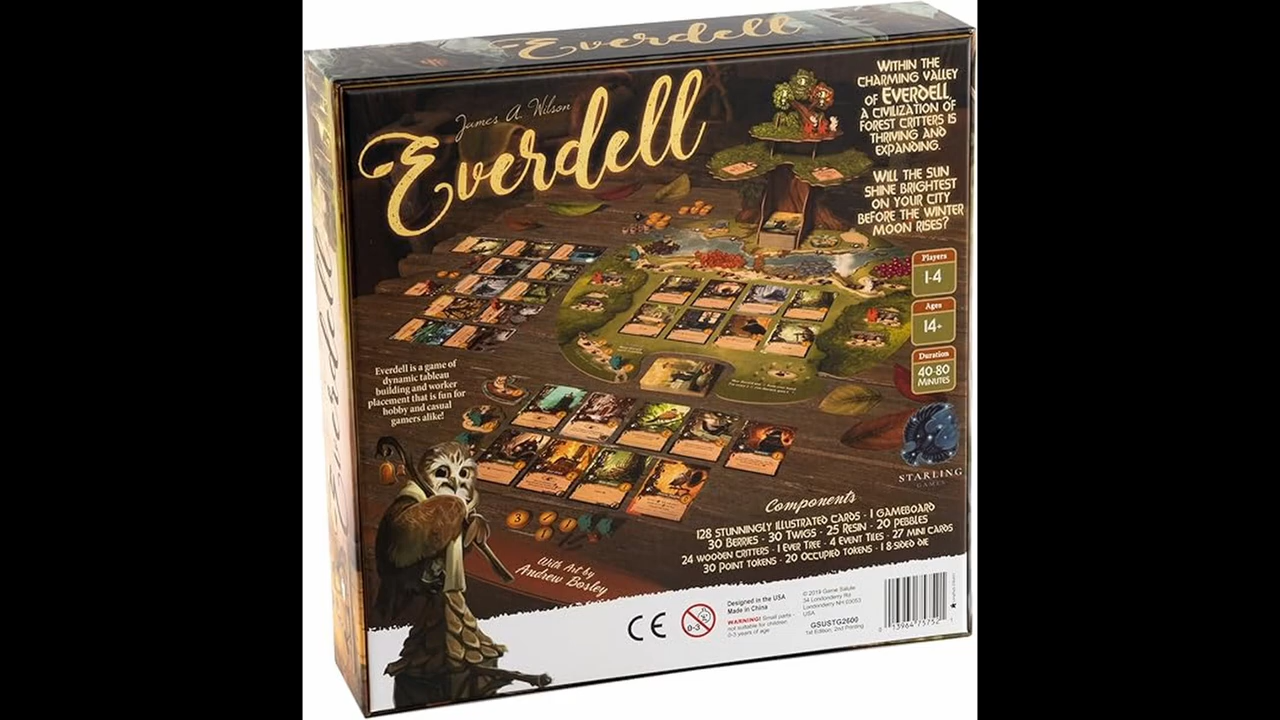 Everdell
James A. Wilson
Everdell
WITHIN THE
CHARMING VALLEY
OF EVERDELL,
A CIVILIZATION OF
FOREST CRITTERS IS
THRIVING AND
EXPANDING.
WILL THE SUN
SHINE BRIGHTEST
ON YOUR CITY
BEFORE THE WINTER
MOON RISES?
Players
1-4
Ages
14+
Duration
40-80
MINUTES
Everdell is a game of
dynamic tableau
building and worker
placement that is fun for
hobby and casual
gamers alike!
STARLING
GAMES
Components
128 STUNNINGLY ILLUSTRATED CARDS - 1 GAMEBOARD
30 BERRIES - 30 TWIGS - 25 RESIN - 20 PEBBLES
24 WOODEN CRITTERS - 1 EVER TREE - 4 EVENT TILES - 27 MINI CARDS
30 POINT TOKENS - 20 OCCUPIED TOKENS - 1 8-SIDED DIE
With Art by
Andrew Bosley
CE
0-3
Designed in the USA
Made in China
WARNING! Small parts -
not suitable for children
0-3 years of age
© 2019 Game Salute
34 Londonderry Rd
Londonderry NH 03053
USA
GSUSTG2600
1st Edition, 2nd Printing
13964 75752